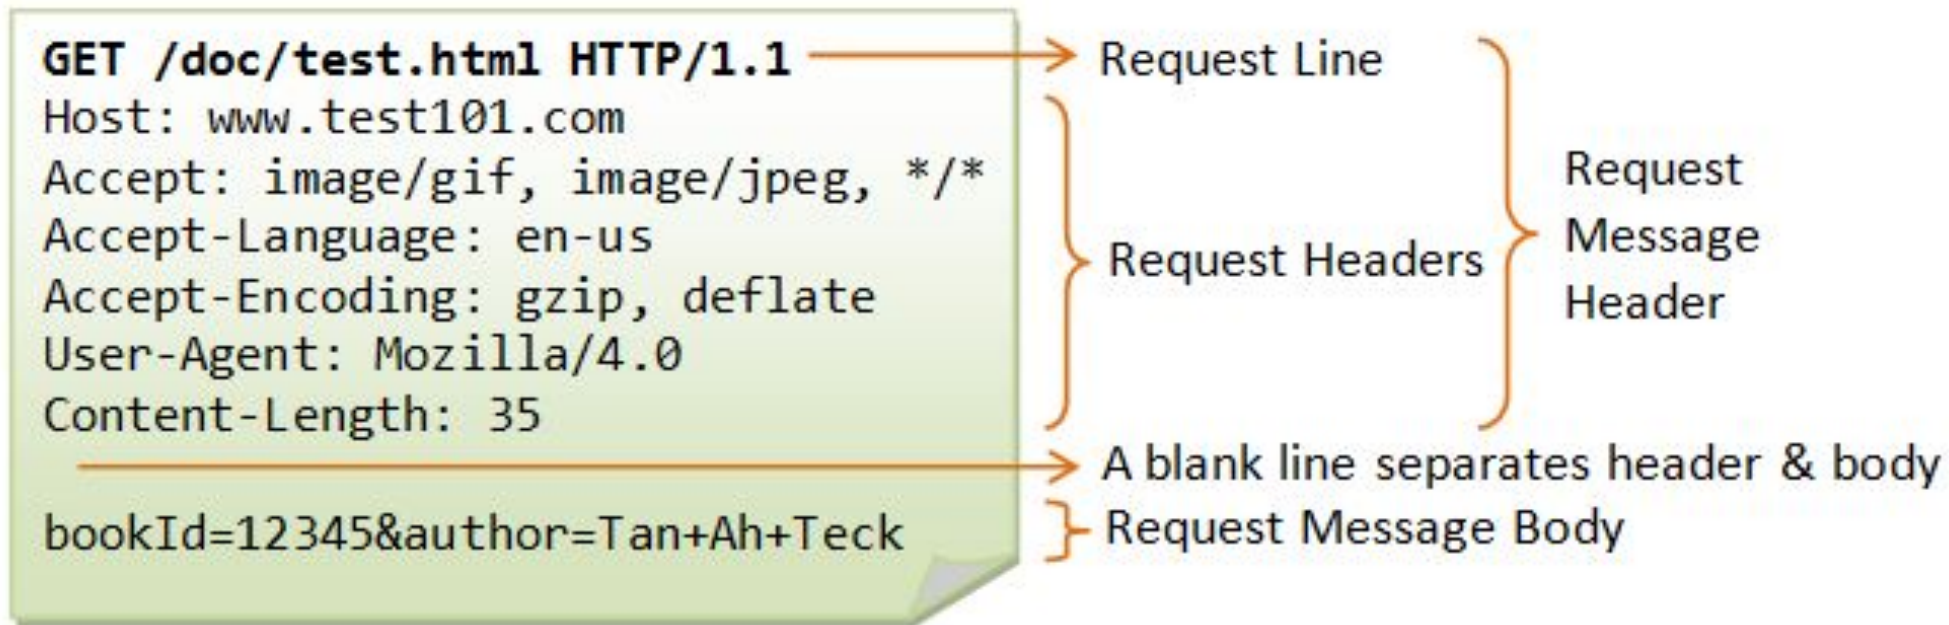 GET /doc/test.html HTTP/1.1
Host: www.test101.com
Accept: image/gif, image/jpeg, */*
Accept-Language: en-us
Accept-Encoding: gzip, deflate
User-Agent: Mozilla/4.0
Content-Length: 35
bookId=12345&author=Tan+Ah+Teck
Request Line
Request Headers
Request
Message
Header
A blank line separates header & body
Request Message Body